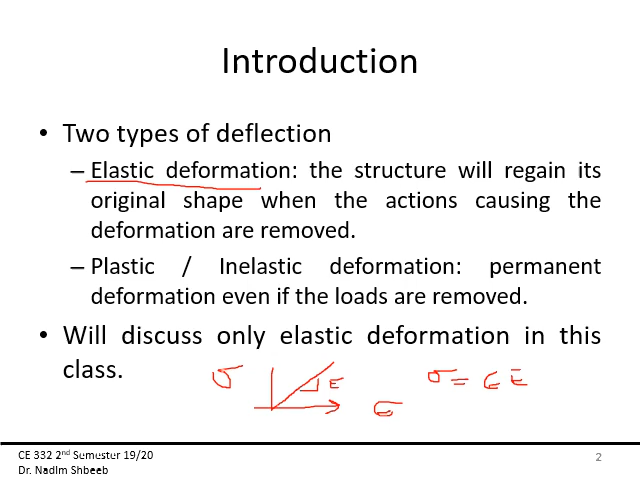 Introduction
• Two types of deflection
– Elastic deformation: the structure will regain its
original shape when the actions causing the
deformation are removed.
– Plastic / Inelastic deformation: permanent
deformation even if the loads are removed.
• Will discuss only elastic deformation in this
class.
σ E σ = ϵ E
ϵ
CE 332 2nd Semester 19/20 2
Dr. Nadim Shbeeb